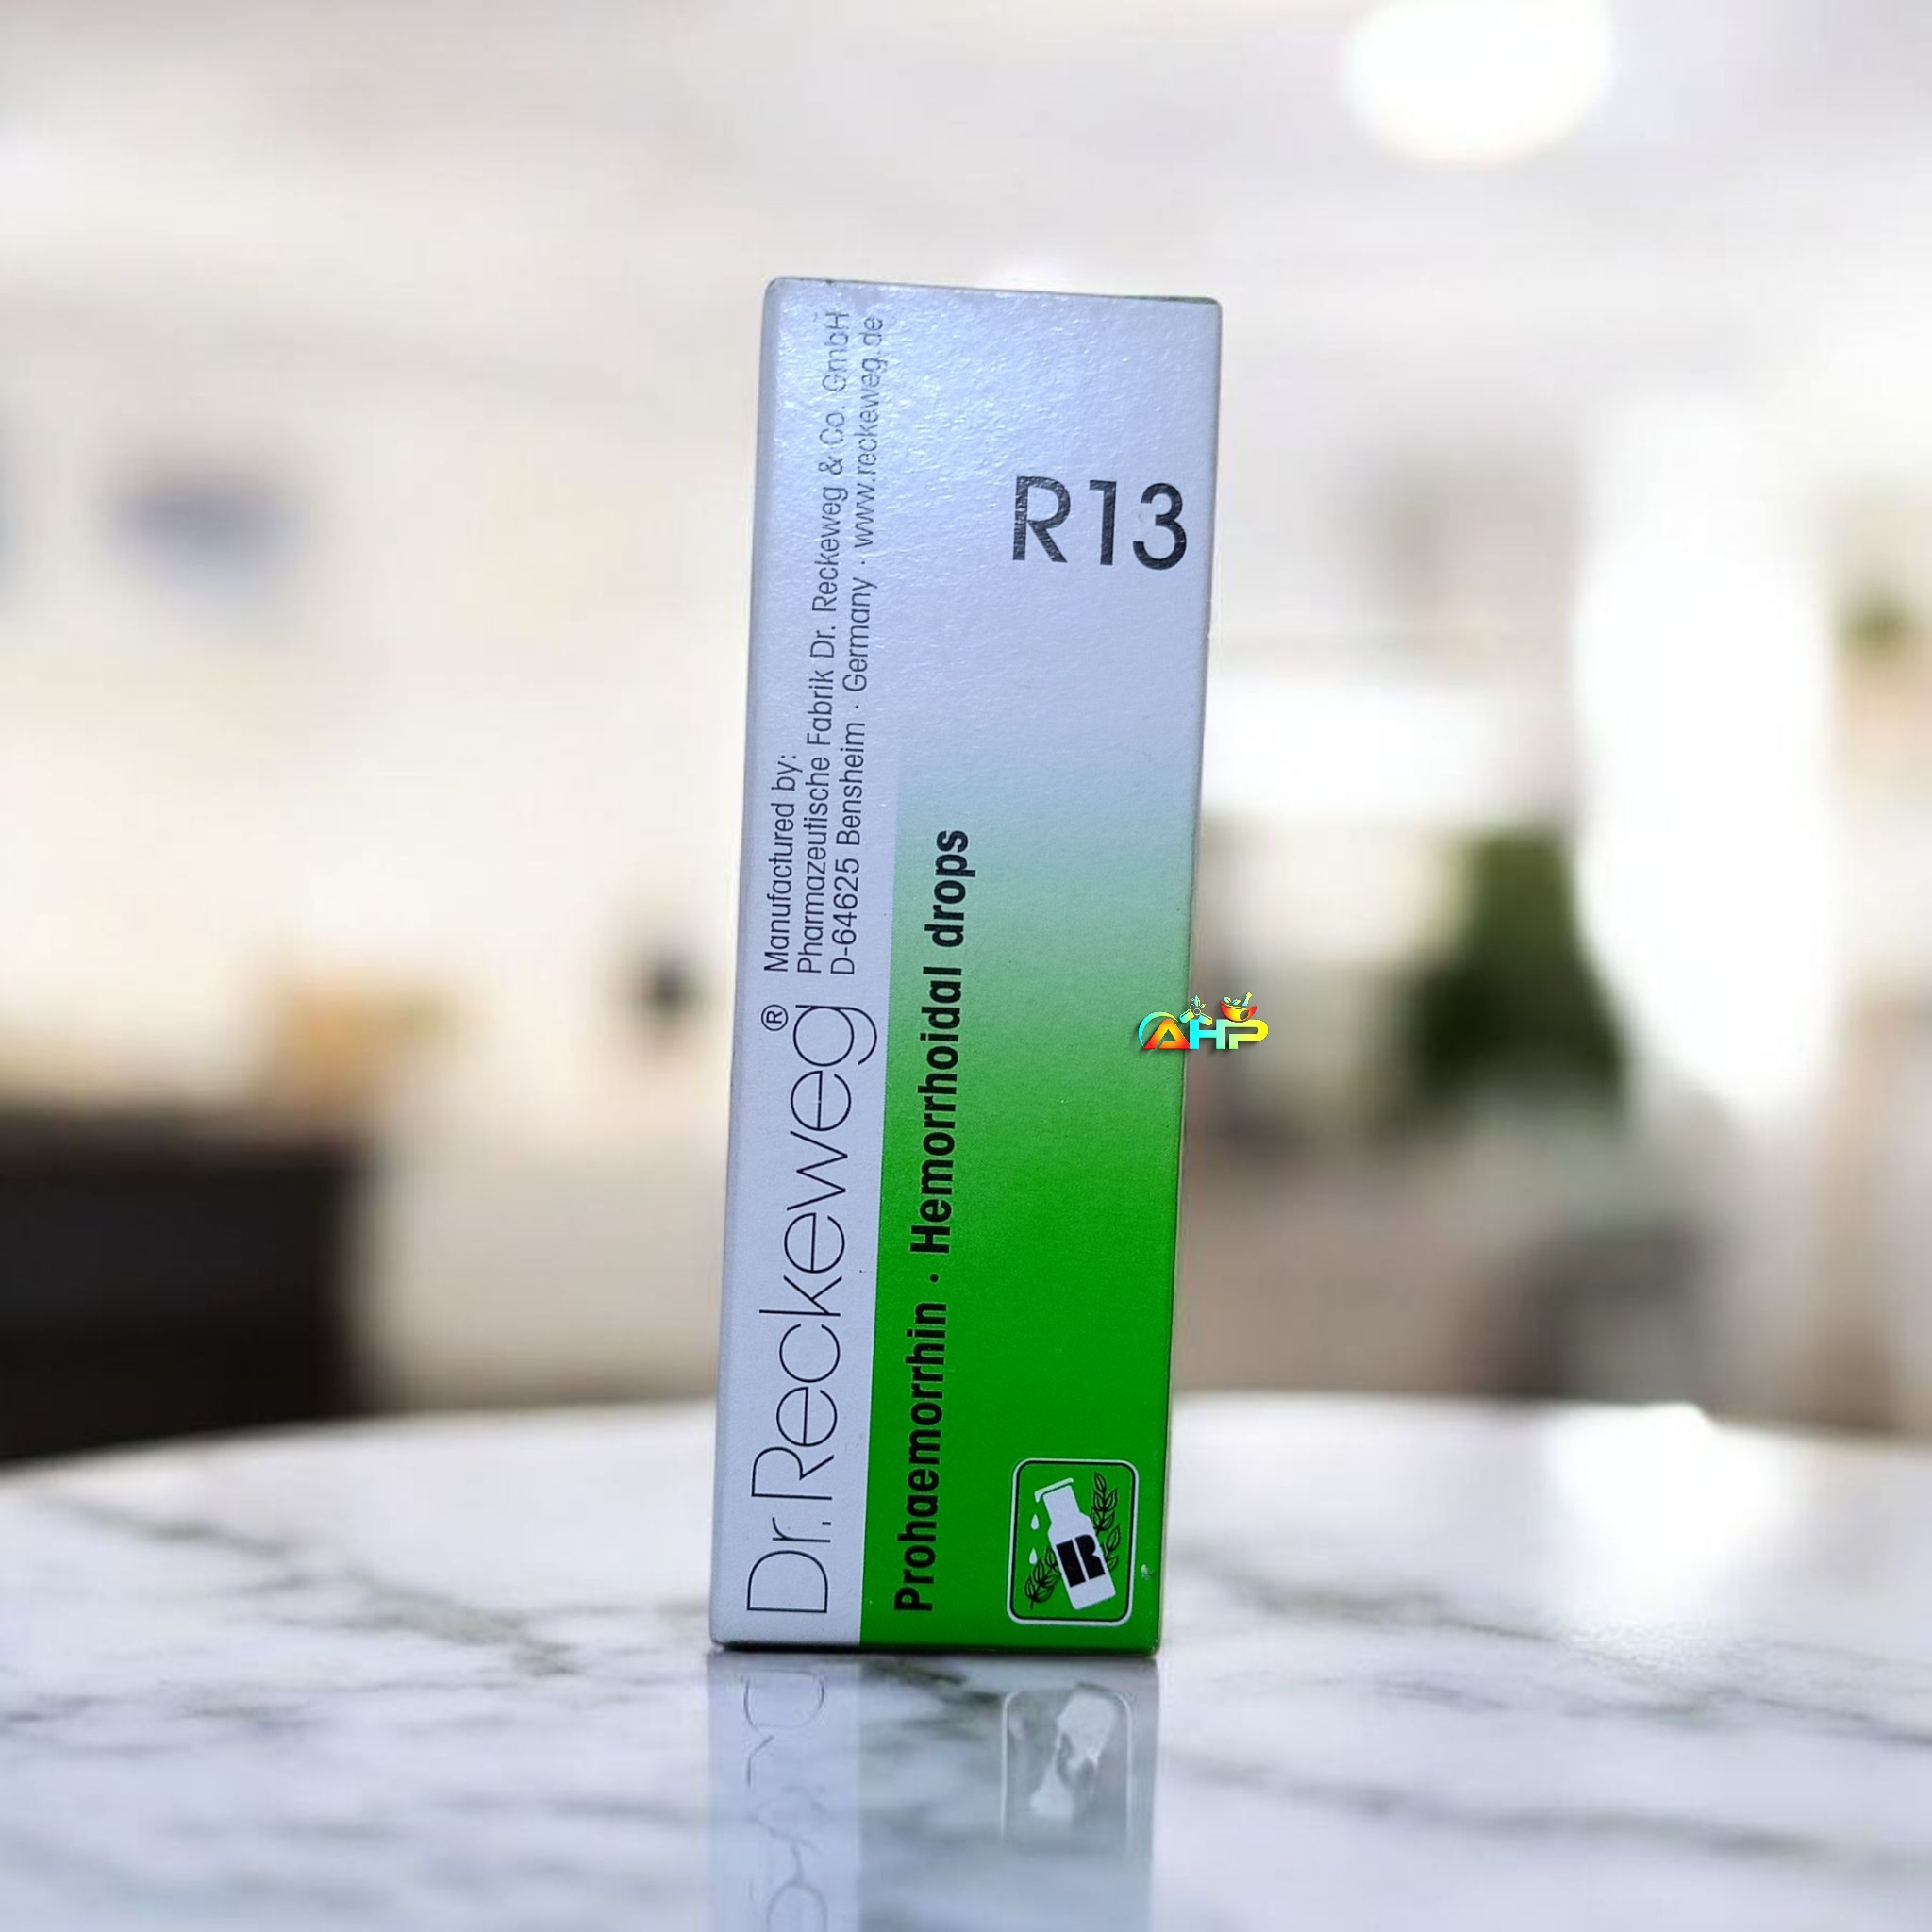 Dr.Reckeweg®
Manufactured by:
Pharmazeutische Fabrik Dr. Reckeweg & Co. GmbH
D-64625 Bensheim · Germany · www.reckeweg.de
R13
Prohaemorrhin · Hemorrhoidal drops
R
AHP